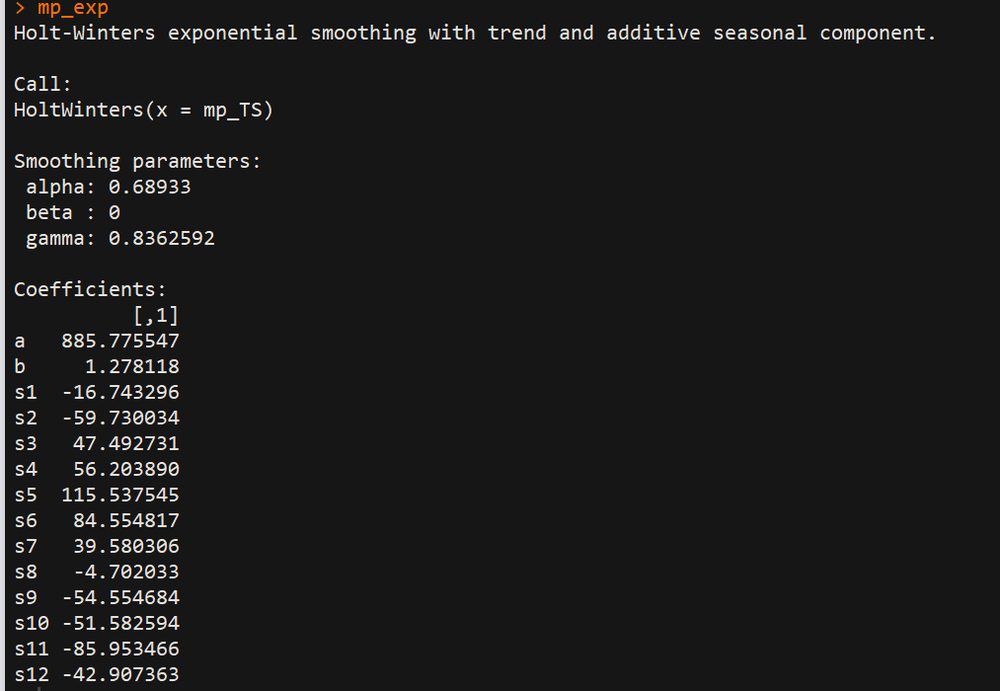 > mp_exp
Holt-Winters exponential smoothing with trend and additive seasonal component.
Call:
HoltWinters(x = mp_TS)
Smoothing parameters:
alpha: 0.68933
beta : 0
gamma: 0.8362592
Coefficients:
[,1]
a 885.775547
b 1.278118
s1 -16.743296
s2 -59.730034
s3 47.492731
s4 56.203890
s5 115.537545
s6 84.554817
s7 39.580306
s8 -4.702033
s9 -54.554684
s10 -51.582594
s11 -85.953466
s12 -42.907363